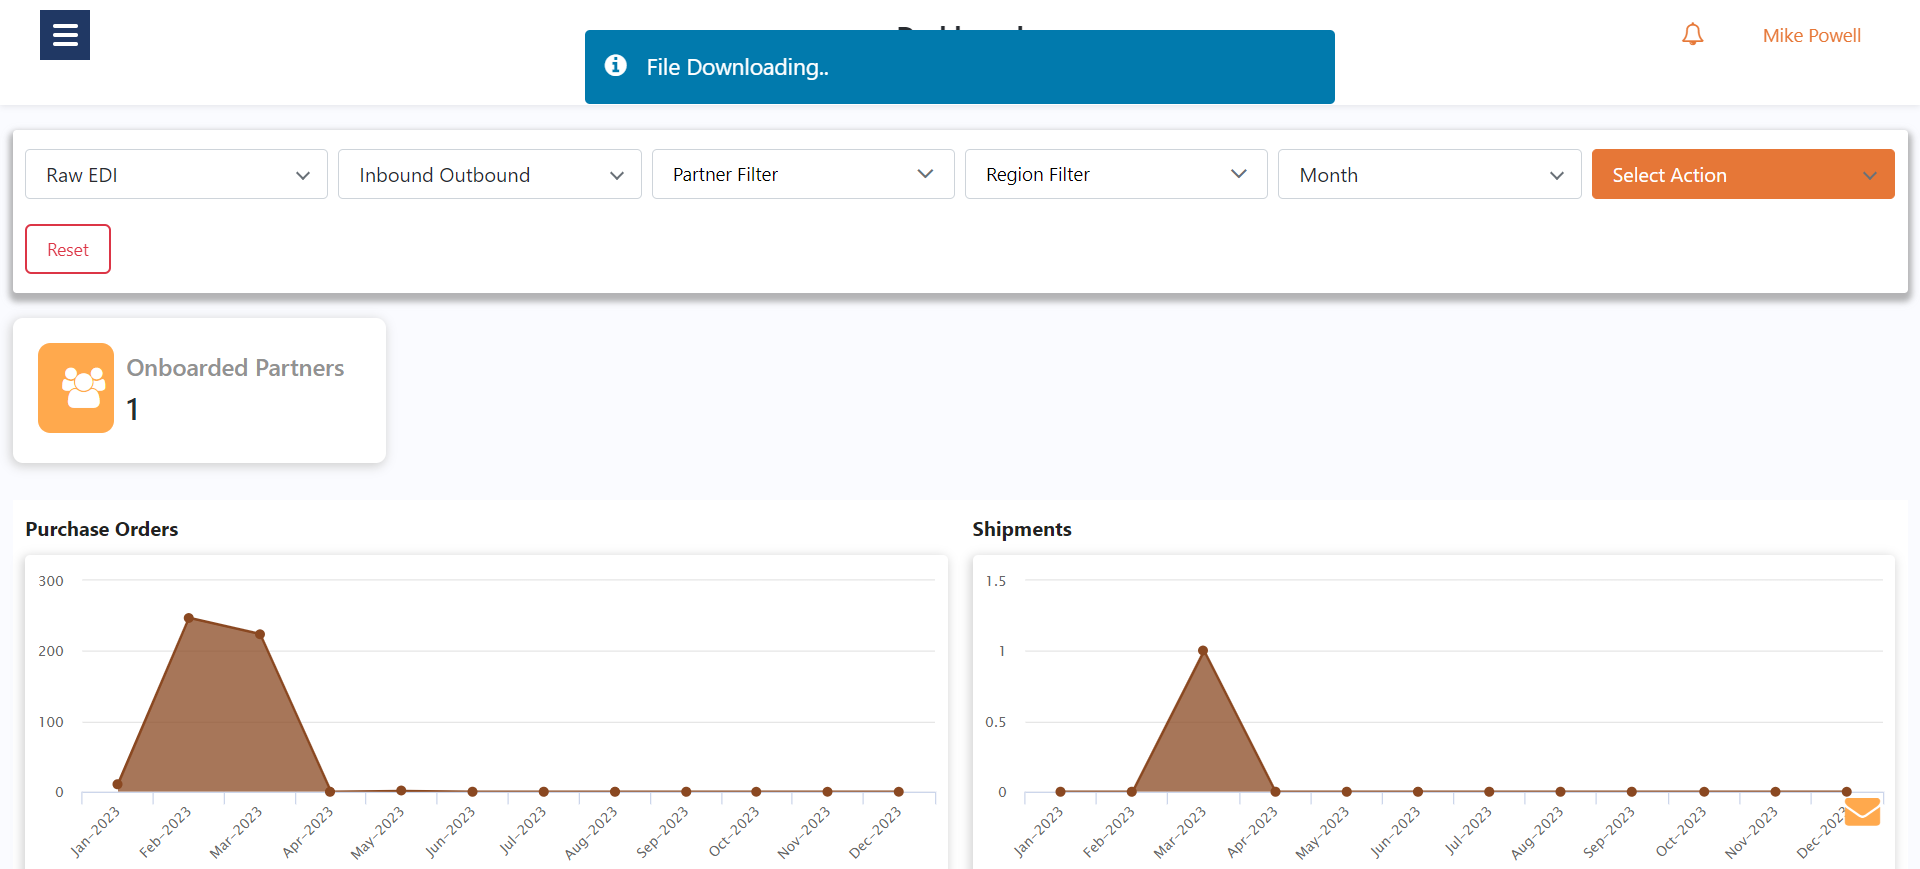 File Downloading..
Mike Powell
Raw EDI
Inbound Outbound
Partner Filter
Region Filter
Month
Select Action
Reset
Onboarded Partners
1
Purchase Orders
300
200
100
0
Jan-2023
Feb-2023
Mar-2023
Apr-2023
May-2023
Jun-2023
Jul-2023
Aug-2023
Sep-2023
Oct-2023
Nov-2023
Dec-2023
Shipments
1.5
1
0.5
0
Jan-2023
Feb-2023
Mar-2023
Apr-2023
May-2023
Jun-2023
Jul-2023
Aug-2023
Sep-2023
Oct-2023
Nov-2023
Dec-2023